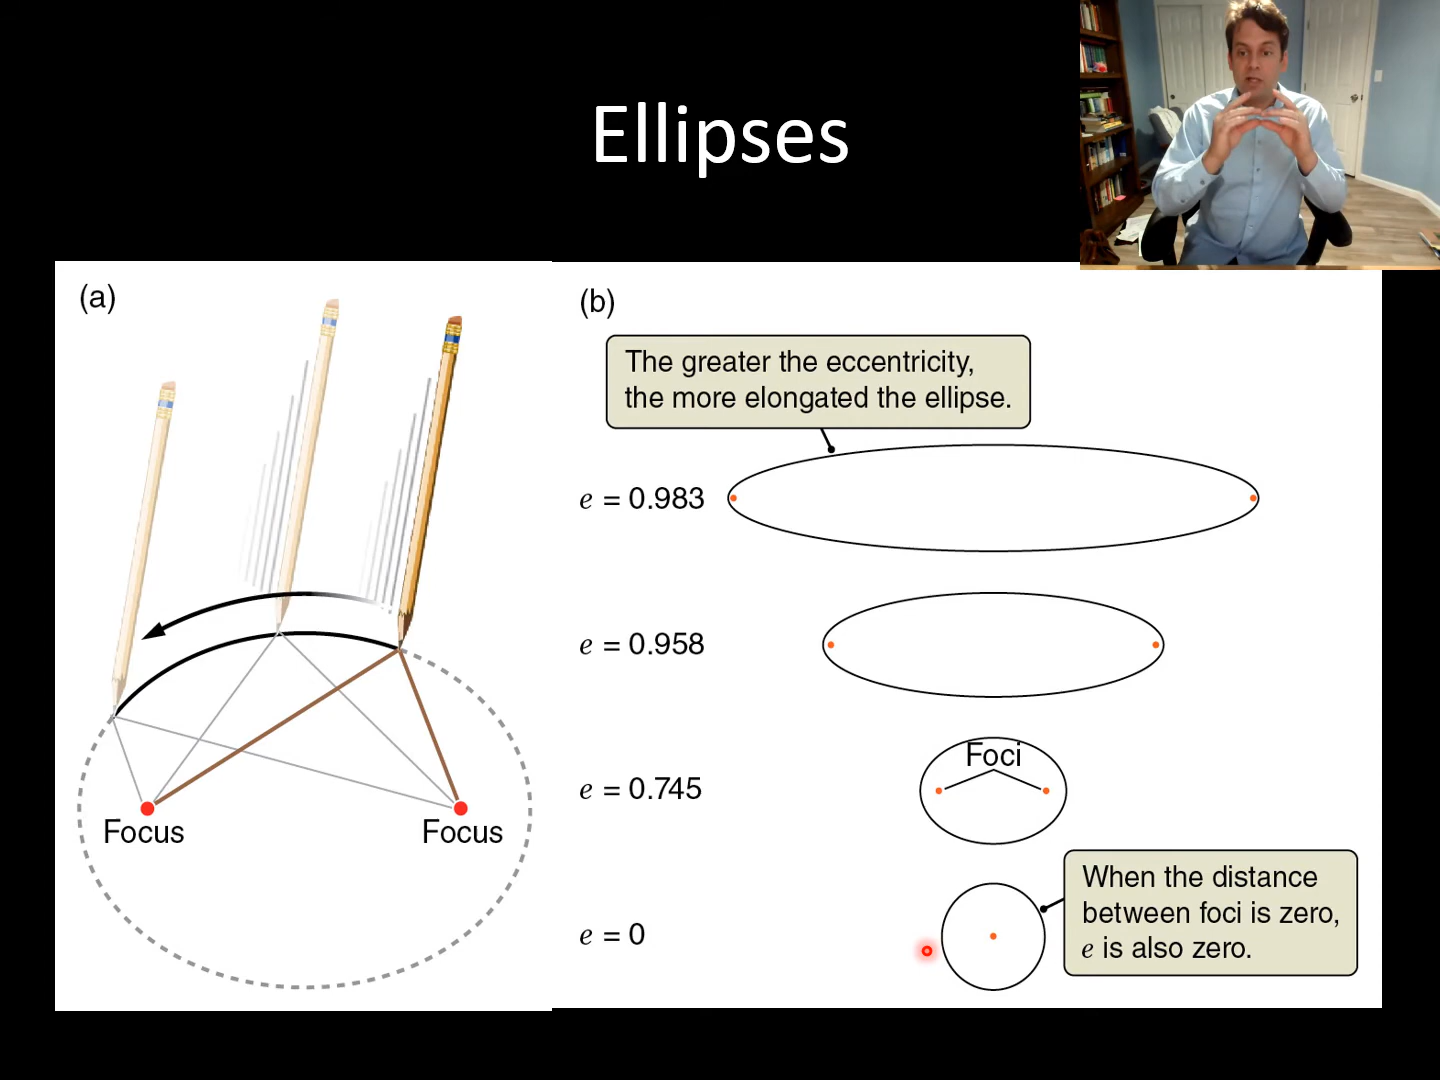 Ellipses
(a)
Focus
Focus
(b)
The greater the eccentricity,
the more elongated the ellipse.
e = 0.983
e = 0.958
e = 0.745
Foci
e = 0
When the distance
between foci is zero,
e is also zero.